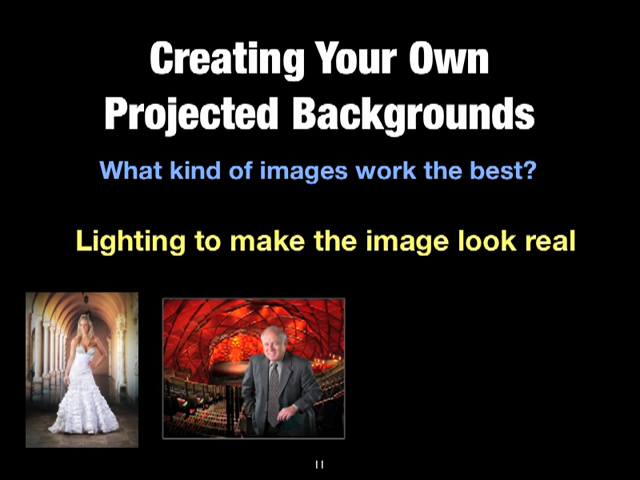 Creating Your Own
Projected Backgrounds
What kind of images work the best?
Lighting to make the image look real
11